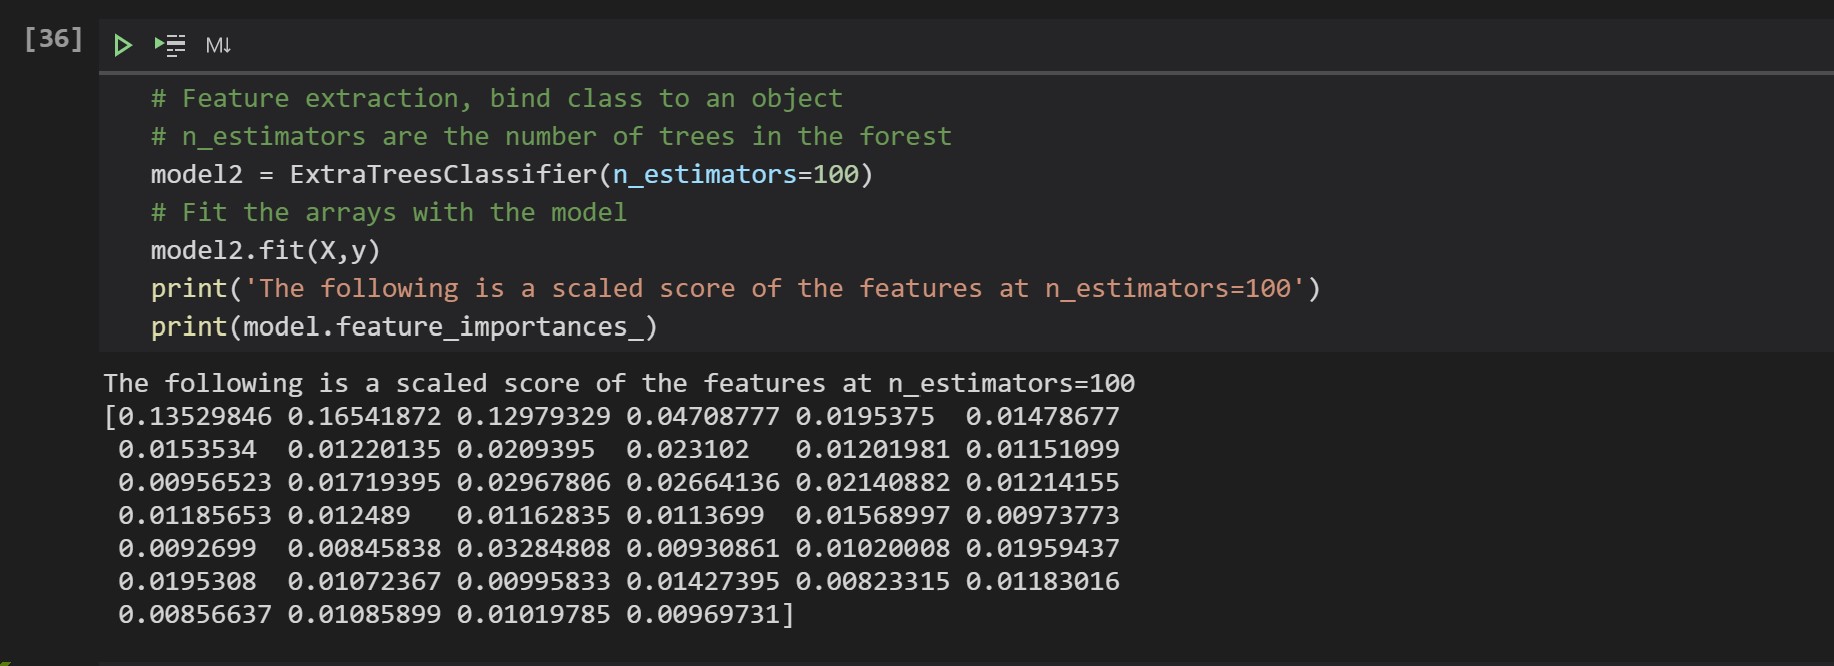 [36]
M↓
# Feature extraction, bind class to an object
# n_estimators are the number of trees in the forest
model2 = ExtraTreesClassifier(n_estimators=100)
# Fit the arrays with the model
model2.fit(X,y)
print('The following is a scaled score of the features at n_estimators=100')
print(model.feature_importances_)
The following is a scaled score of the features at n_estimators=100
[0.13529846 0.16541872 0.12979329 0.04708777 0.0195375  0.01478677
 0.0153534  0.01220135 0.0209395  0.023102   0.01201981 0.01151099
 0.00956523 0.01719395 0.02967806 0.02664136 0.02140882 0.01214155
 0.01185653 0.012489   0.01162835 0.0113699  0.01568997 0.00973773
 0.0092699  0.00845838 0.03284808 0.00930861 0.01020008 0.01959437
 0.0195308  0.01072367 0.00995833 0.01427395 0.00823315 0.01183016
 0.00856637 0.01085899 0.01019785 0.00969731]